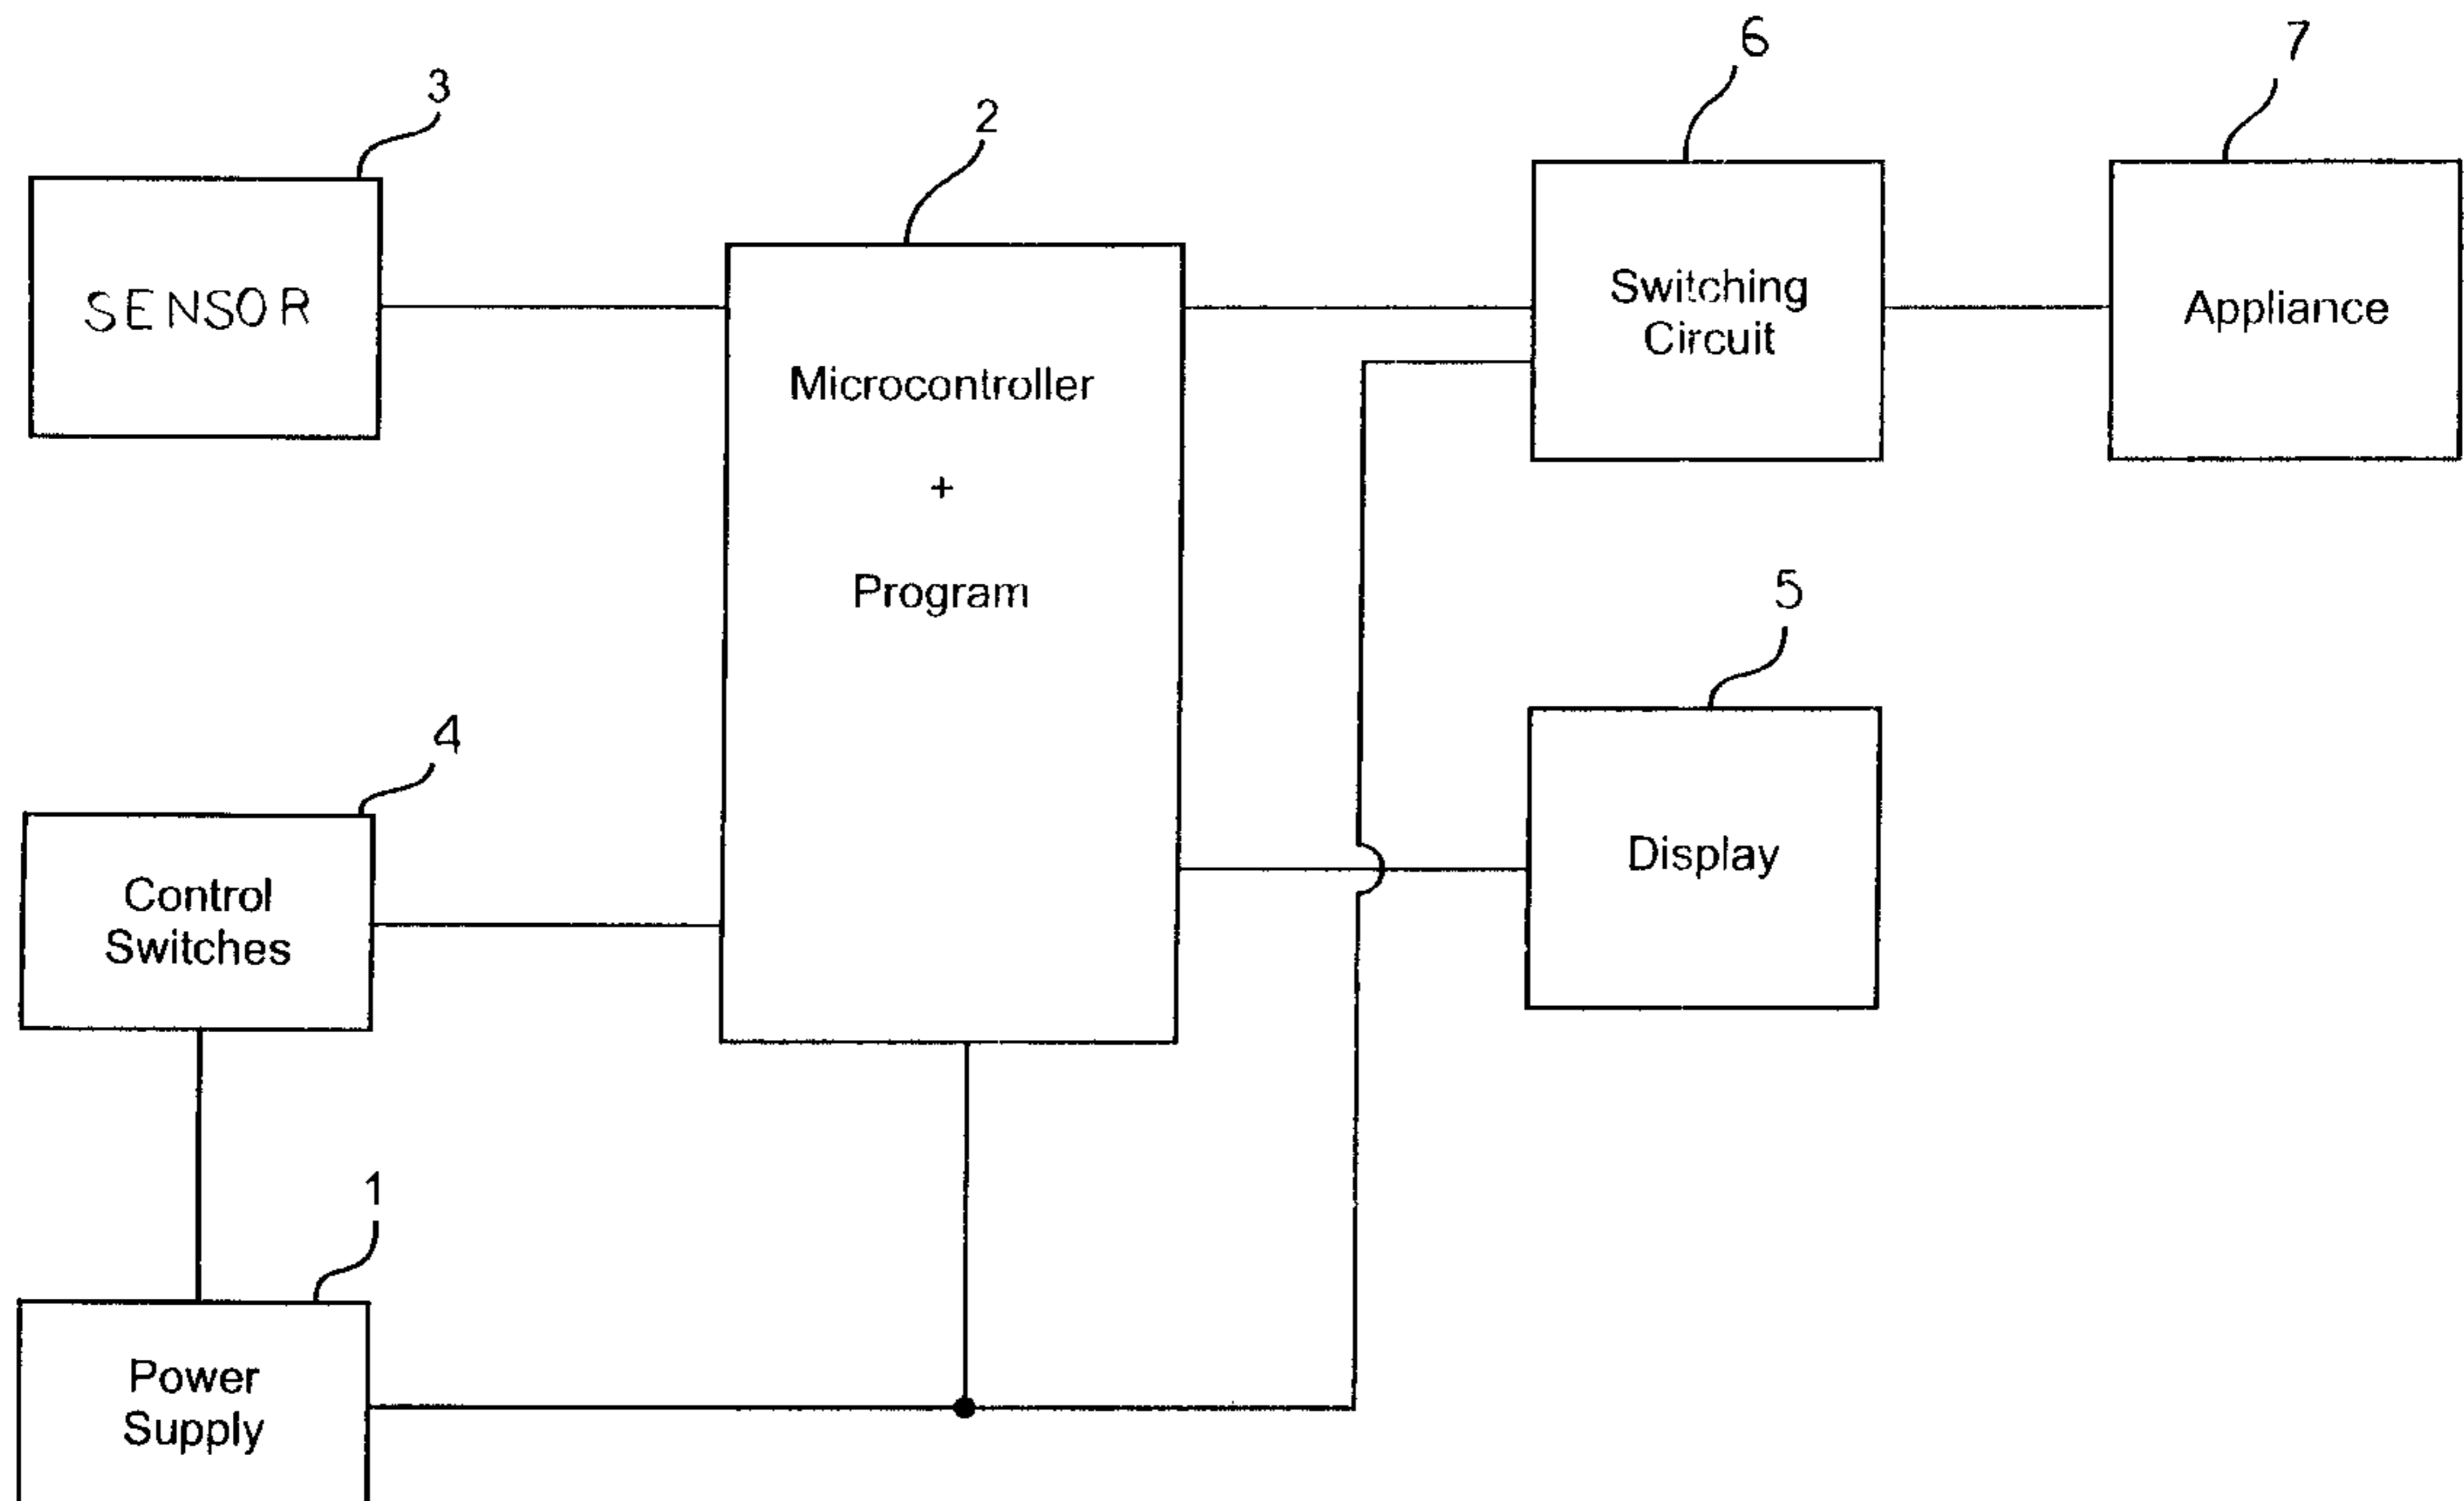 6
7
3
2
SENSOR
Switching
Circuit
Appliance
Microcontroller
+
Program
5
4
Display
Control
Switches
1
Power
Supply